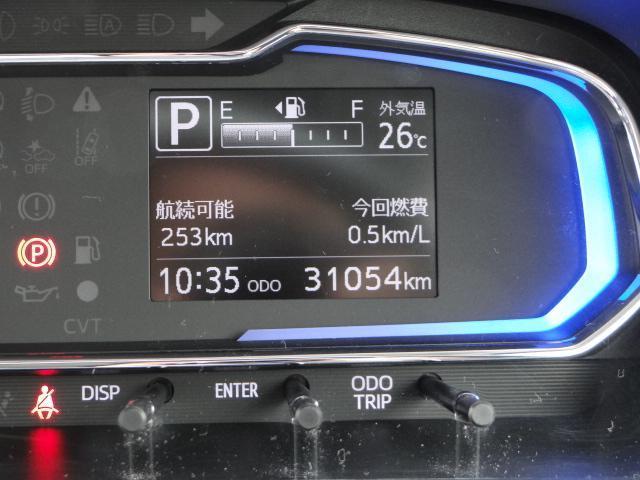 P E F 外気温
26℃
航続可能 今回燃費
253km 0.5km/L
10:35 ODO 31054km
OFF OFF
P
CVT
DISP ENTER ODO TRIP